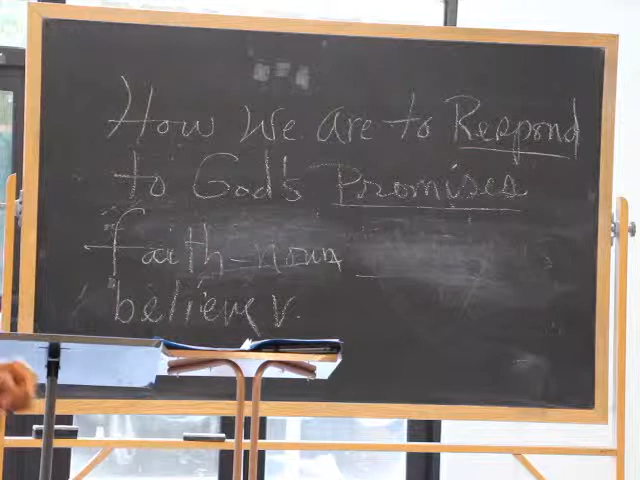 How We are to Respond
to God's Promises
faith-noun
believe v.